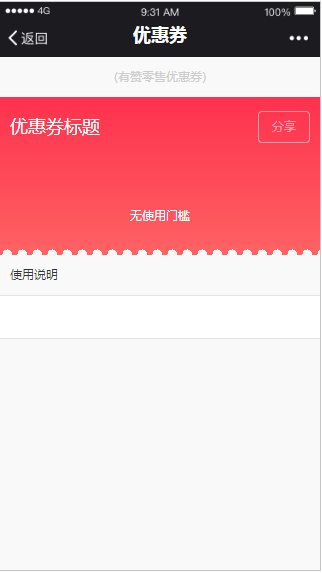 ●●●●● 4G 9:31 AM 100%
返回 优惠券 •••
(有赞零售优惠券)
优惠券标题 分享
无使用门槛
使用说明